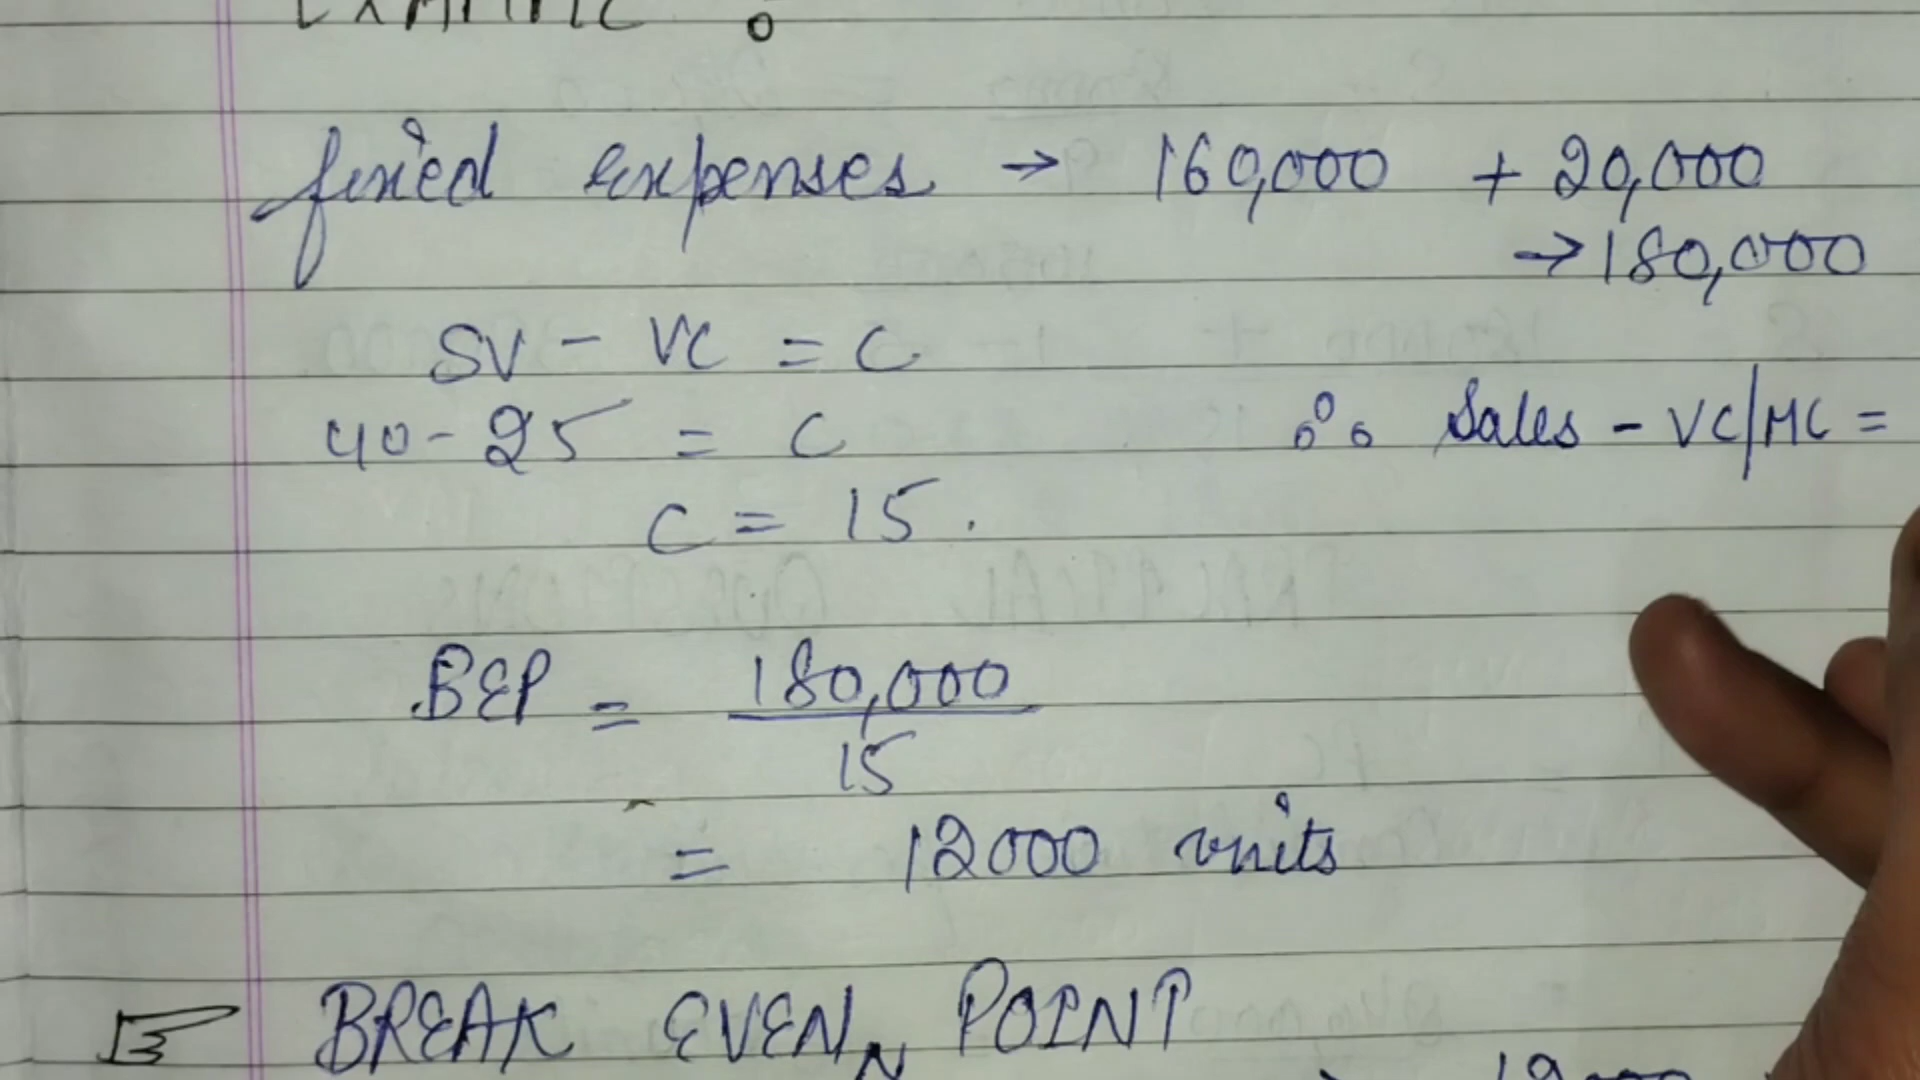 EXAMPLE :
fixed expenses → 160,000 + 20,000
→ 180,000
SV - VC = C
40 - 25 = C
∴ Sales - VC/MC =
C = 15.
BEP = 180,000
15
= 12000 units
BREAK EVEN POINT